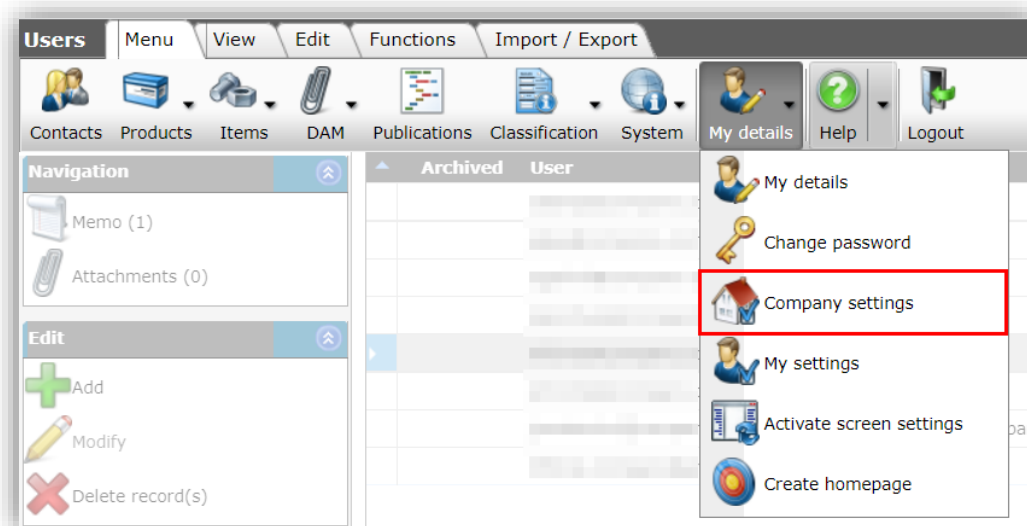 Users Menu View Edit Functions Import / Export
Contacts Products Items DAM Publications Classification System My details Help Logout
Navigation
Memo (1)
Attachments (0)
Edit
Add
Modify
Delete record(s)
Archived User
My details
Change password
Company settings
My settings
Activate screen settings
Create homepage